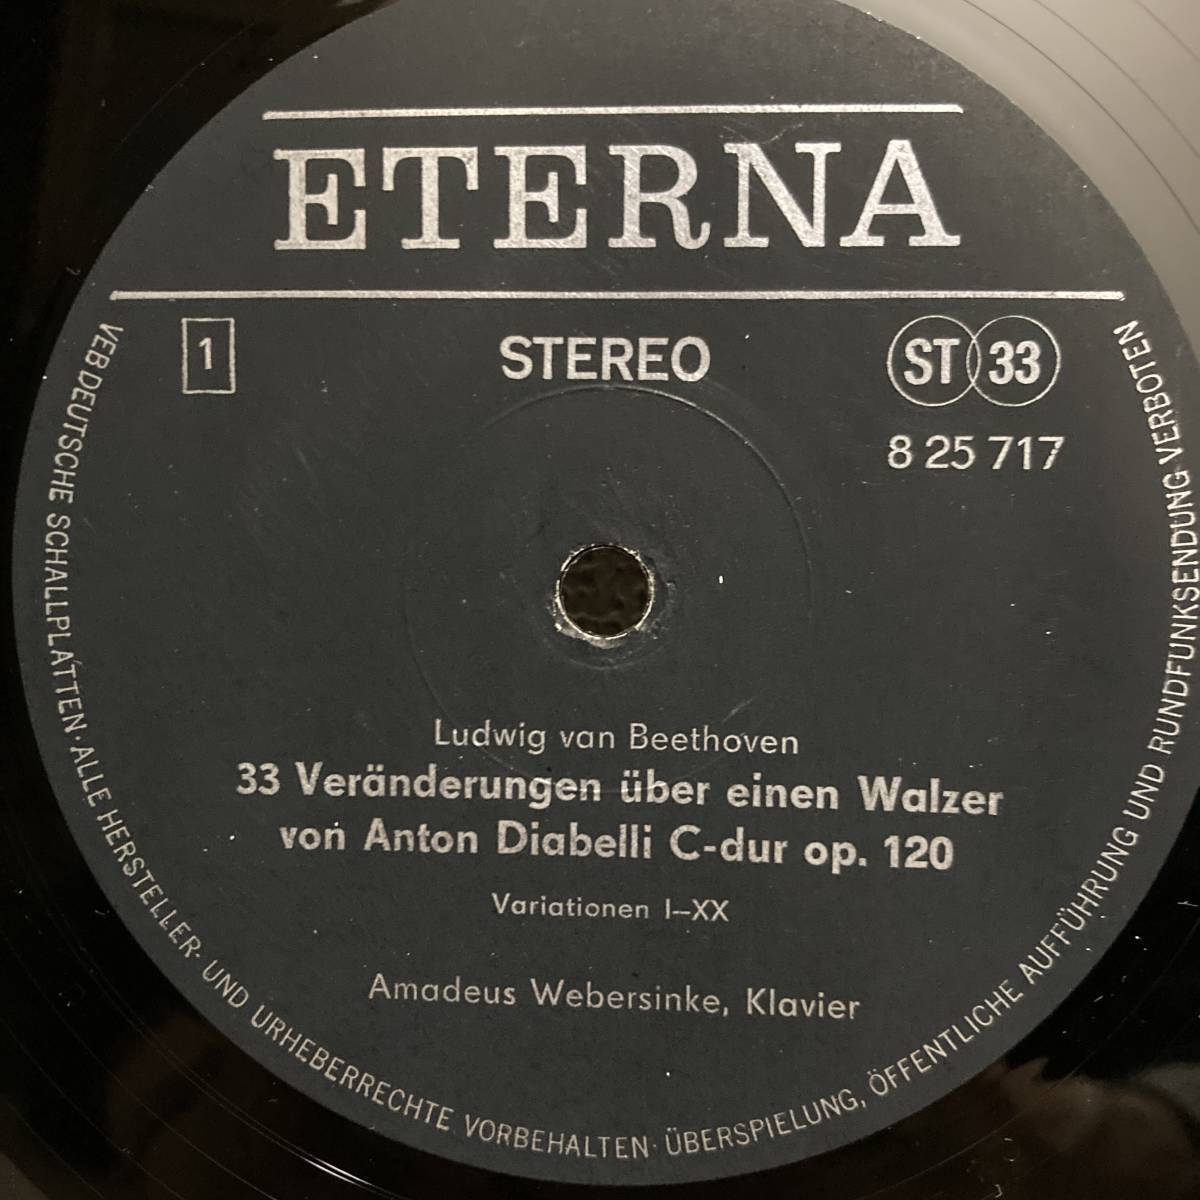 ETERNA
1
STEREO
ST 33
8 25 717
Ludwig van Beethoven
33 Veränderungen über einen Walzer
von Anton Diabelli C-dur op. 120
Variationen I–XX
Amadeus Webersinke, Klavier
VEB DEUTSCHE SCHALLPLATTEN · ALLE HERSTELLER- UND URHEBERRECHTE VORBEHALTEN · ÜBERSPIELUNG, ÖFFENTLICHE AUFFÜHRUNG UND RUNDFUNKSENDUNG VERBOTEN